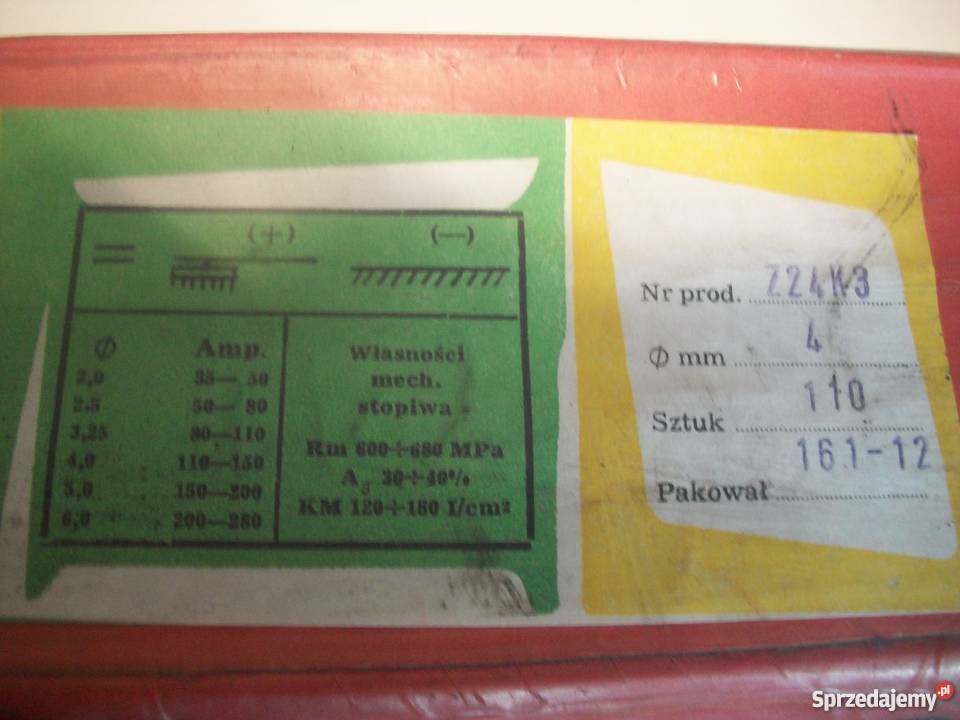 (+) (—)
Ø Amp.
2,0 35—50
2,5 50—80
3,25 80—110
4,0 110—150
5,0 150—200
6,0 200—280
Własności
mech.
stopiwa -
Rm 600÷680 MPa
A5 30÷40%
KM 120÷180 I/cm²
Nr prod. Z24K3
Ø mm 4
Sztuk 110
Pakował 161-12
Sprzedajemy.pl